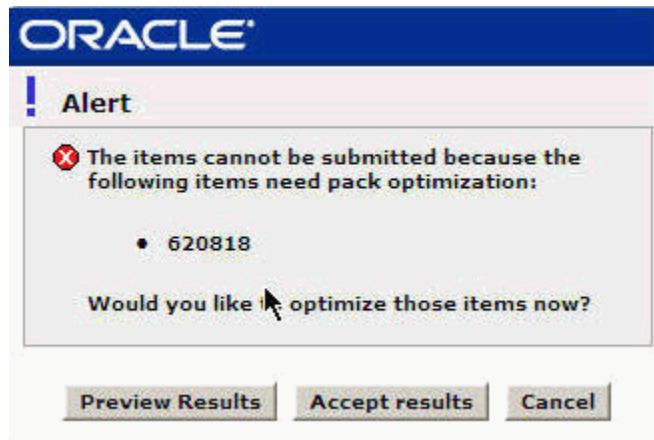 ORACLE
! Alert
The items cannot be submitted because the
following items need pack optimization:
• 620818
Would you like optimize those items now?
Preview Results Accept results Cancel